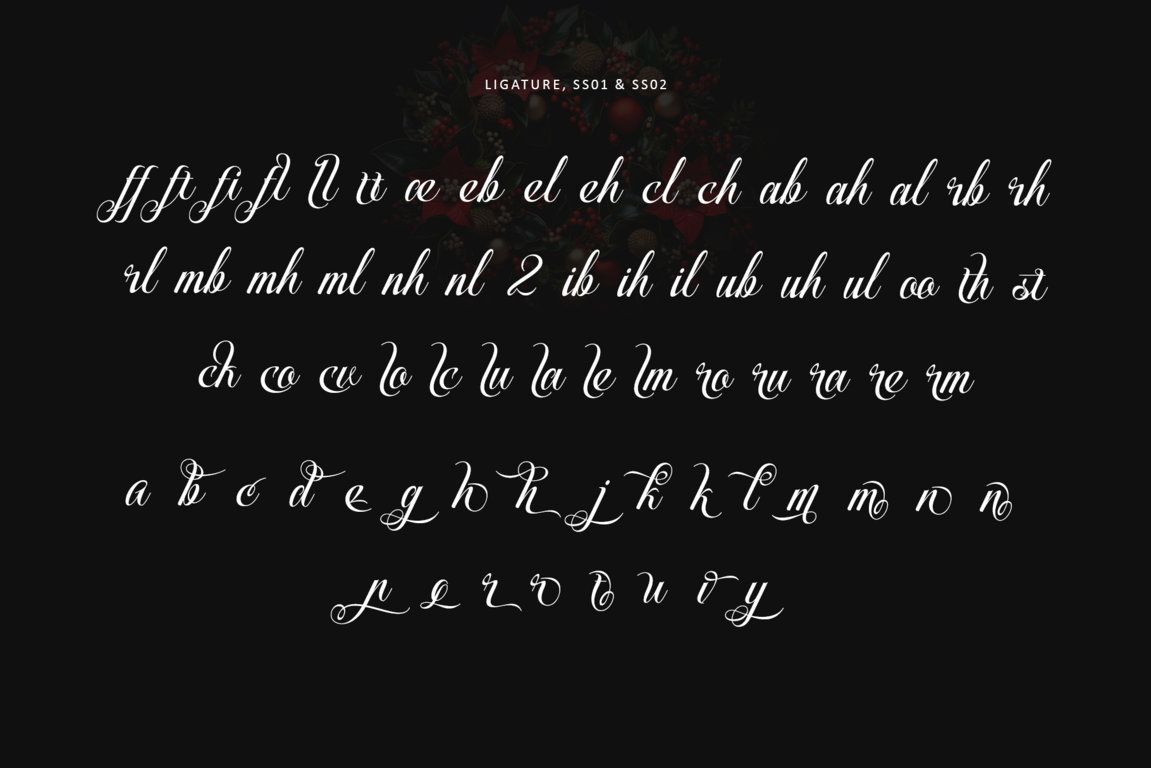 LIGATURE, SS01 & SS02
ff ft fi fl ll tt æ eb el eh cl ch ab ah al rb rh
rl mb mh ml nh nl 2 ib ih il ub uh ul oo th st
ck co cv lo lc lu la le lm ro ru ra re rm
a b c d e g h h j k k l m m n n
p r r t u y